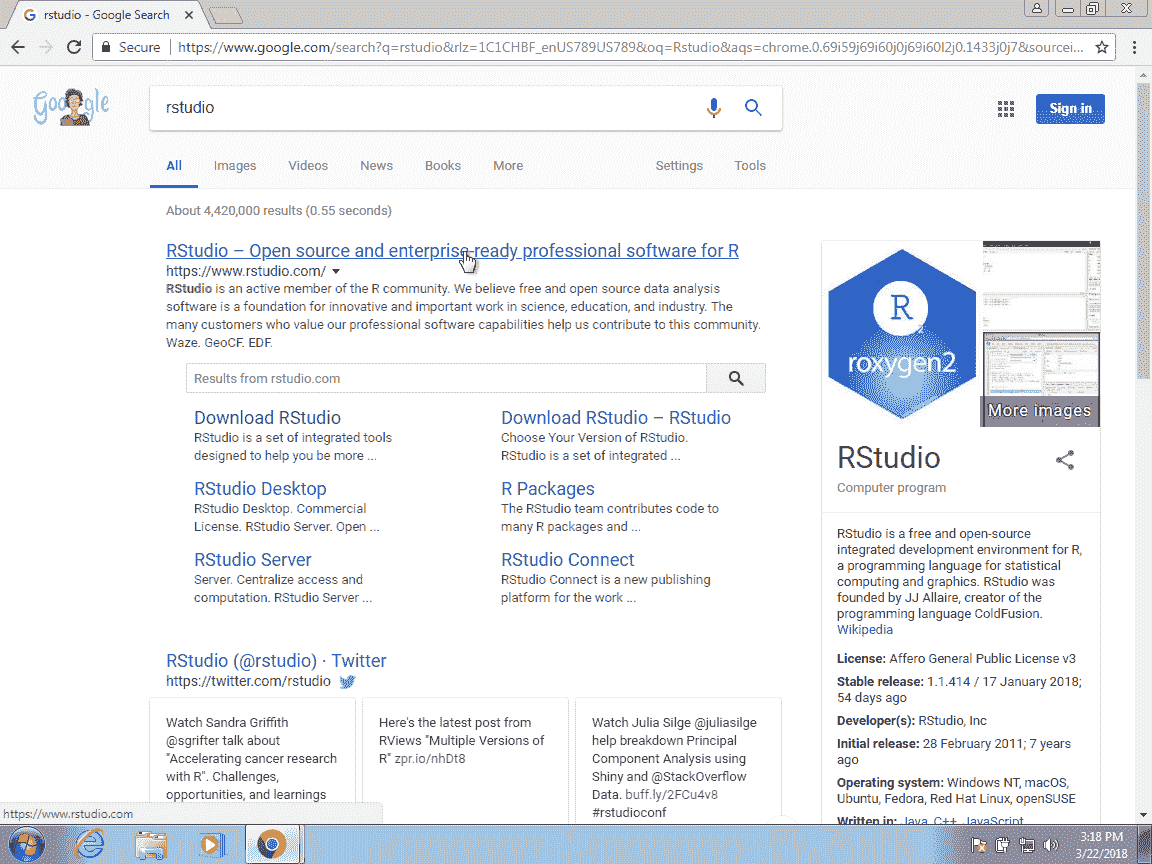 rstudio - Google Search
Secure
https://www.google.com/search?q=rstudio&rlz=1C1CHBF_enUS789US789&oq=Rstudio&aqs=chrome.0.69i59j69i60j0j69i60l2j0.1433j0j7&sourcei...
Google
rstudio
Sign in
All Images Videos News Books More Settings Tools
About 4,420,000 results (0.55 seconds)
RStudio – Open source and enterprise-ready professional software for R
https://www.rstudio.com/
RStudio is an active member of the R community. We believe free and open source data analysis
software is a foundation for innovative and important work in science, education, and industry. The
many customers who value our professional software capabilities help us contribute to this community.
Waze. GeoCF. EDF.
Results from rstudio.com
Download RStudio
RStudio is a set of integrated tools
designed to help you be more ...
Download RStudio – RStudio
Choose Your Version of RStudio.
RStudio is a set of integrated ...
RStudio Desktop
RStudio Desktop. Commercial
License. RStudio Server. Open ...
R Packages
The RStudio team contributes code to
many R packages and ...
RStudio Server
Server. Centralize access and
computation. RStudio Server ...
RStudio Connect
RStudio Connect is a new publishing
platform for the work ...
RStudio (@rstudio) · Twitter
https://twitter.com/rstudio
Watch Sandra Griffith
@sgrifter talk about
"Accelerating cancer research
with R". Challenges,
opportunities, and learnings
Here's the latest post from
RViews "Multiple Versions of
R" zpr.io/nhDt8
Watch Julia Silge @juliasilge
help breakdown Principal
Component Analysis using
Shiny and @StackOverflow
Data. buff.ly/2FCu4v8
#rstudioconf
R
2
roxygen2
More images
RStudio
Computer program
RStudio is a free and open-source
integrated development environment for R,
a programming language for statistical
computing and graphics. RStudio was
founded by JJ Allaire, creator of the
programming language ColdFusion.
Wikipedia
License: Affero General Public License v3
Stable release: 1.1.414 / 17 January 2018;
54 days ago
Developer(s): RStudio, Inc
Initial release: 28 February 2011; 7 years
ago
Operating system: Windows NT, macOS,
Ubuntu, Fedora, Red Hat Linux, openSUSE
Written in: Java, C++, JavaScript
https://www.rstudio.com
3:18 PM
3/22/2018